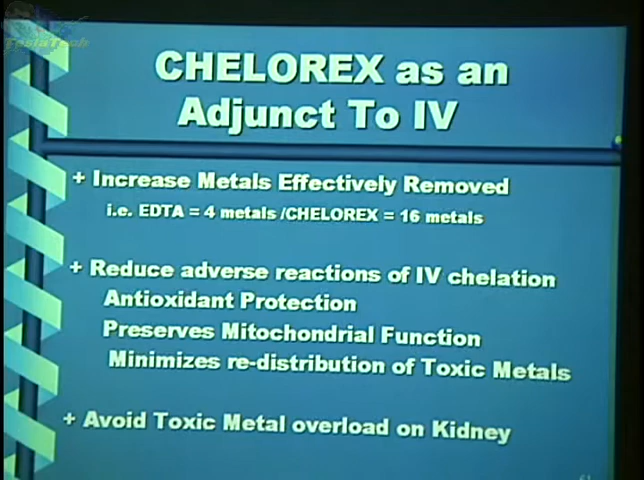 CHELOREX as an
Adjunct To IV
+ Increase Metals Effectively Removed
i.e. EDTA = 4 metals /CHELOREX = 16 metals
+ Reduce adverse reactions of IV chelation
Antioxidant Protection
Preserves Mitochondrial Function
Minimizes re-distribution of Toxic Metals
+ Avoid Toxic Metal overload on Kidney